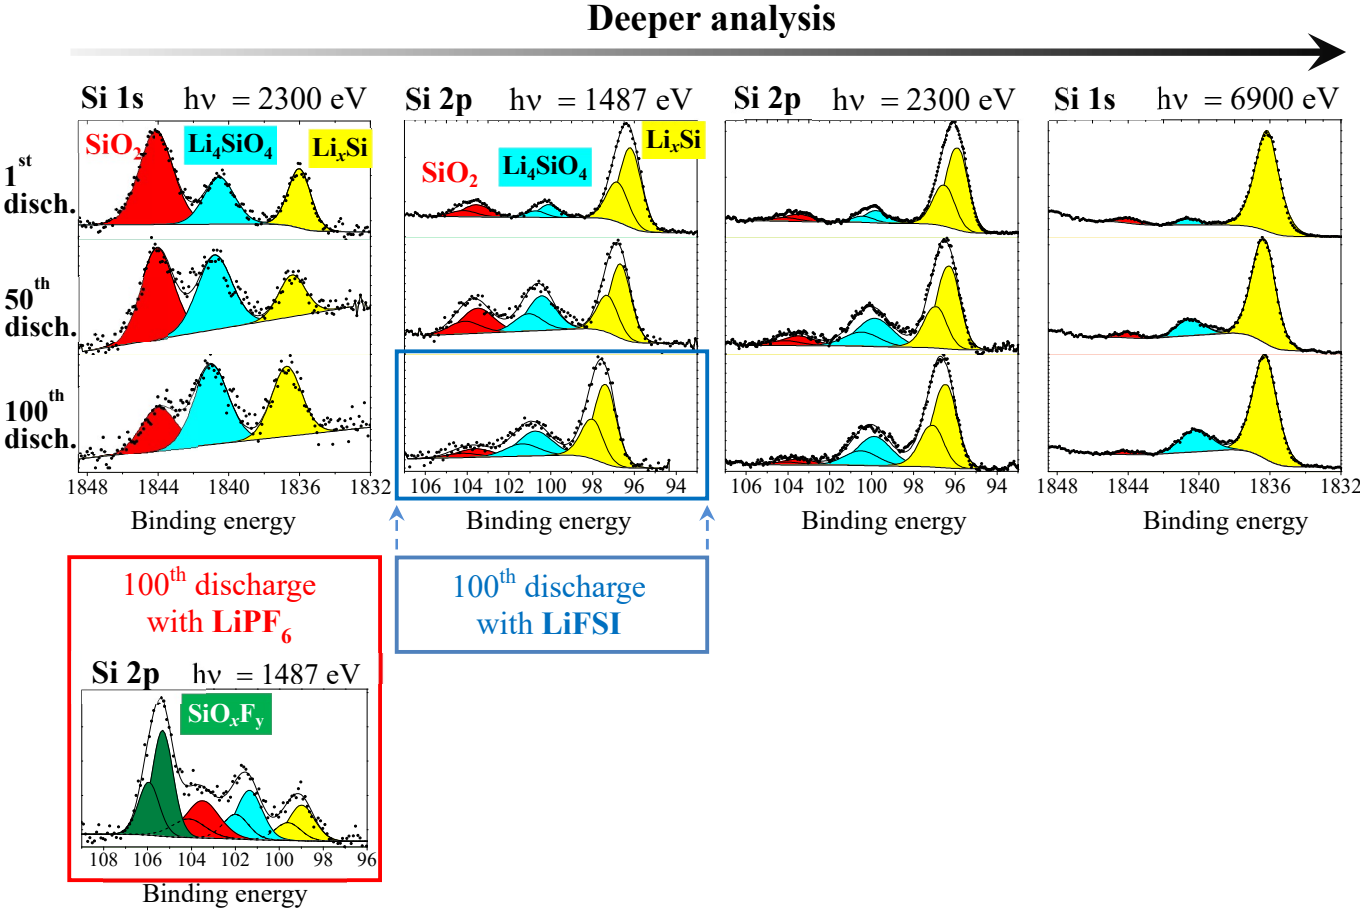 Deeper analysis
Si 1s hν = 2300 eV
Si 2p hν = 1487 eV
Si 2p hν = 2300 eV
Si 1s hν = 6900 eV
SiO₂
Li₄SiO₄
LiₓSi
SiO₂
Li₄SiO₄
LiₓSi
1ˢᵗ
disch.
50ᵗʰ
disch.
100ᵗʰ
disch.
1848 1844 1840 1836 1832
106 104 102 100 98 96 94
106 104 102 100 98 96 94
1848 1844 1840 1836 1832
Binding energy
Binding energy
Binding energy
Binding energy
100ᵗʰ discharge
with LiPF₆
100ᵗʰ discharge
with LiFSI
Si 2p hν = 1487 eV
SiOₓFᵧ
108 106 104 102 100 98 96
Binding energy